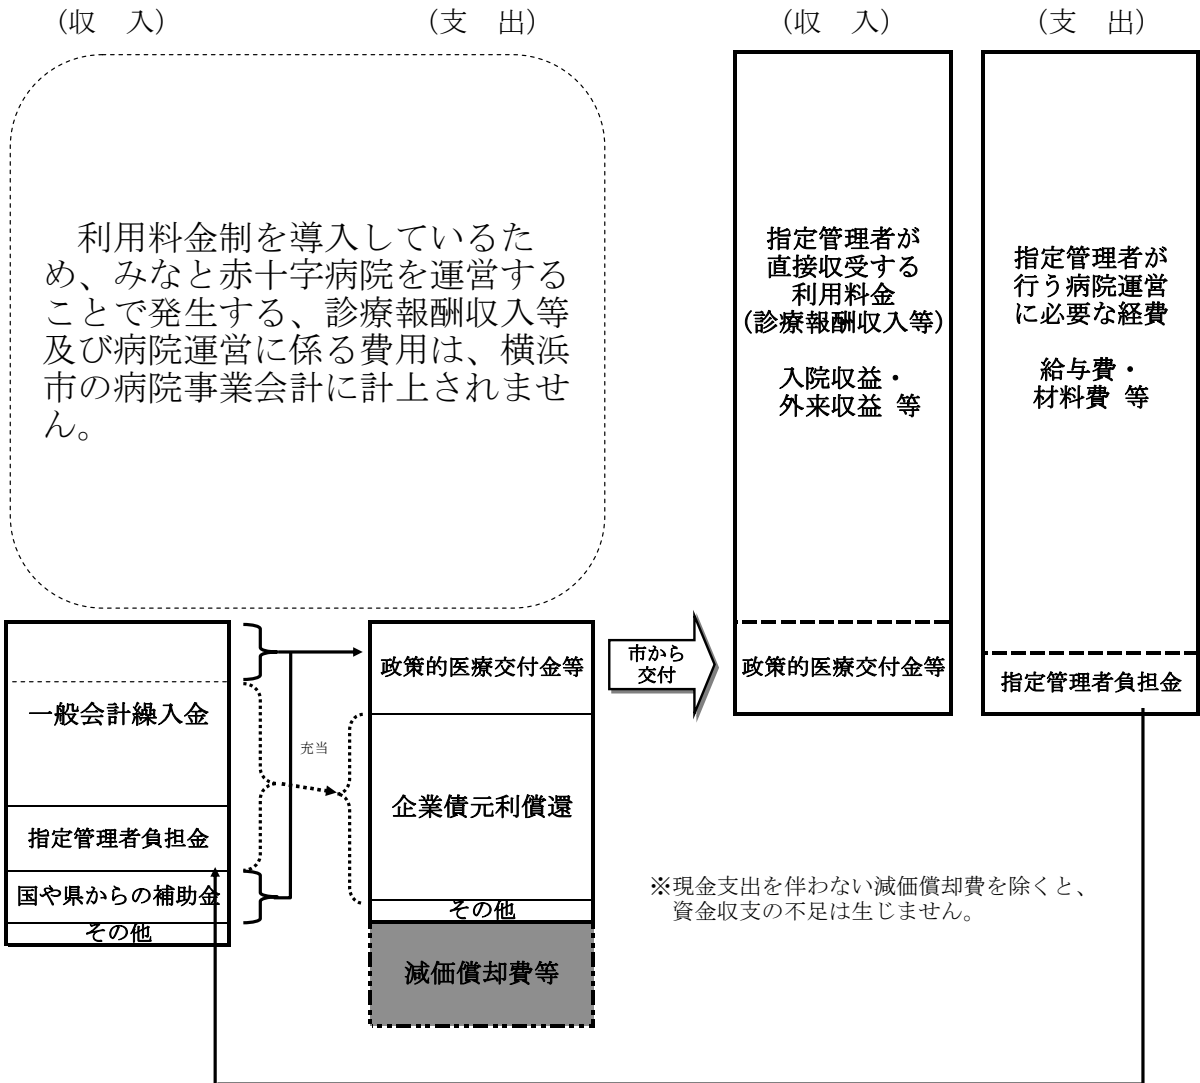 (収　入)
(支　出)
(収　入)
(支　出)
利用料金制を導入しているた
め、みなと赤十字病院を運営する
ことで発生する、診療報酬収入等
及び病院運営に係る費用は、横浜
市の病院事業会計に計上されませ
ん。
指定管理者が
直接収受する
利用料金
(診療報酬収入等)
入院収益・
外来収益 等
指定管理者が
行う病院運営
に必要な経費
給与費・
材料費 等
一般会計繰入金
指定管理者負担金
国や県からの補助金
その他
充当
政策的医療交付金等
企業債元利償還
その他
減価償却費等
市から
交付
政策的医療交付金等
指定管理者負担金
※現金支出を伴わない減価償却費を除くと、
資金収支の不足は生じません。